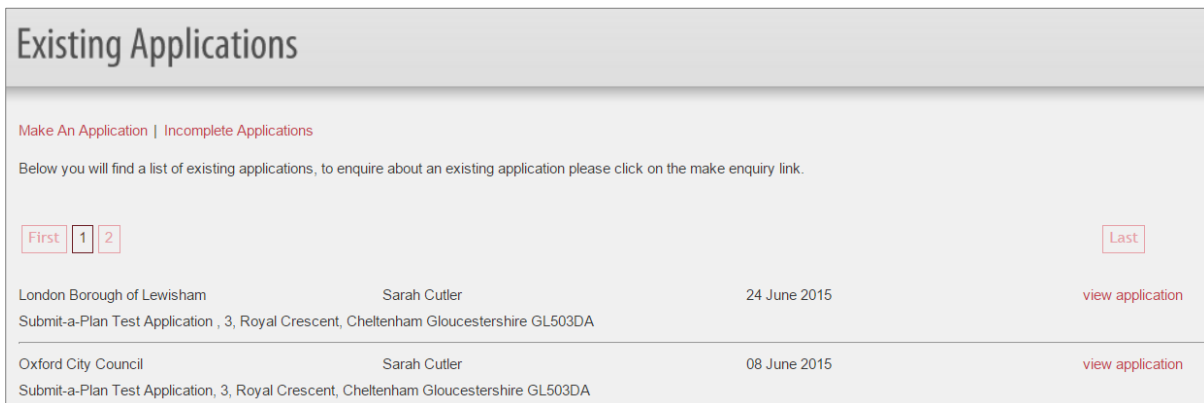 Existing Applications
Make An Application | Incomplete Applications
Below you will find a list of existing applications, to enquire about an existing application please click on the make enquiry link.
First 1 2 Last
London Borough of Lewisham Sarah Cutler 24 June 2015 view application
Submit-a-Plan Test Application , 3, Royal Crescent, Cheltenham Gloucestershire GL503DA
Oxford City Council Sarah Cutler 08 June 2015 view application
Submit-a-Plan Test Application, 3, Royal Crescent, Cheltenham Gloucestershire GL503DA